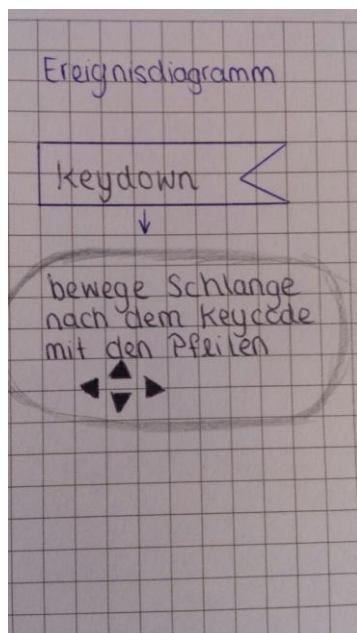 Ereignisdiagramm
Keydown
bewege Schlange
nach dem Keycode
mit den Pfeilen